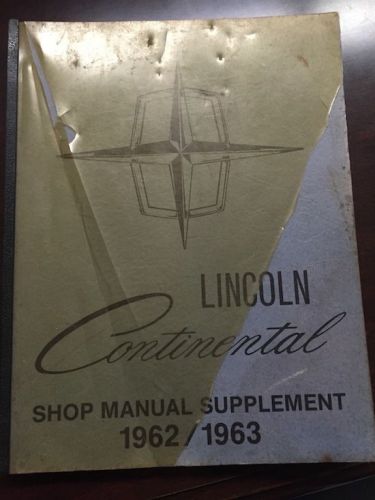 LINCOLN
Continental
SHOP MANUAL SUPPLEMENT
1962/1963